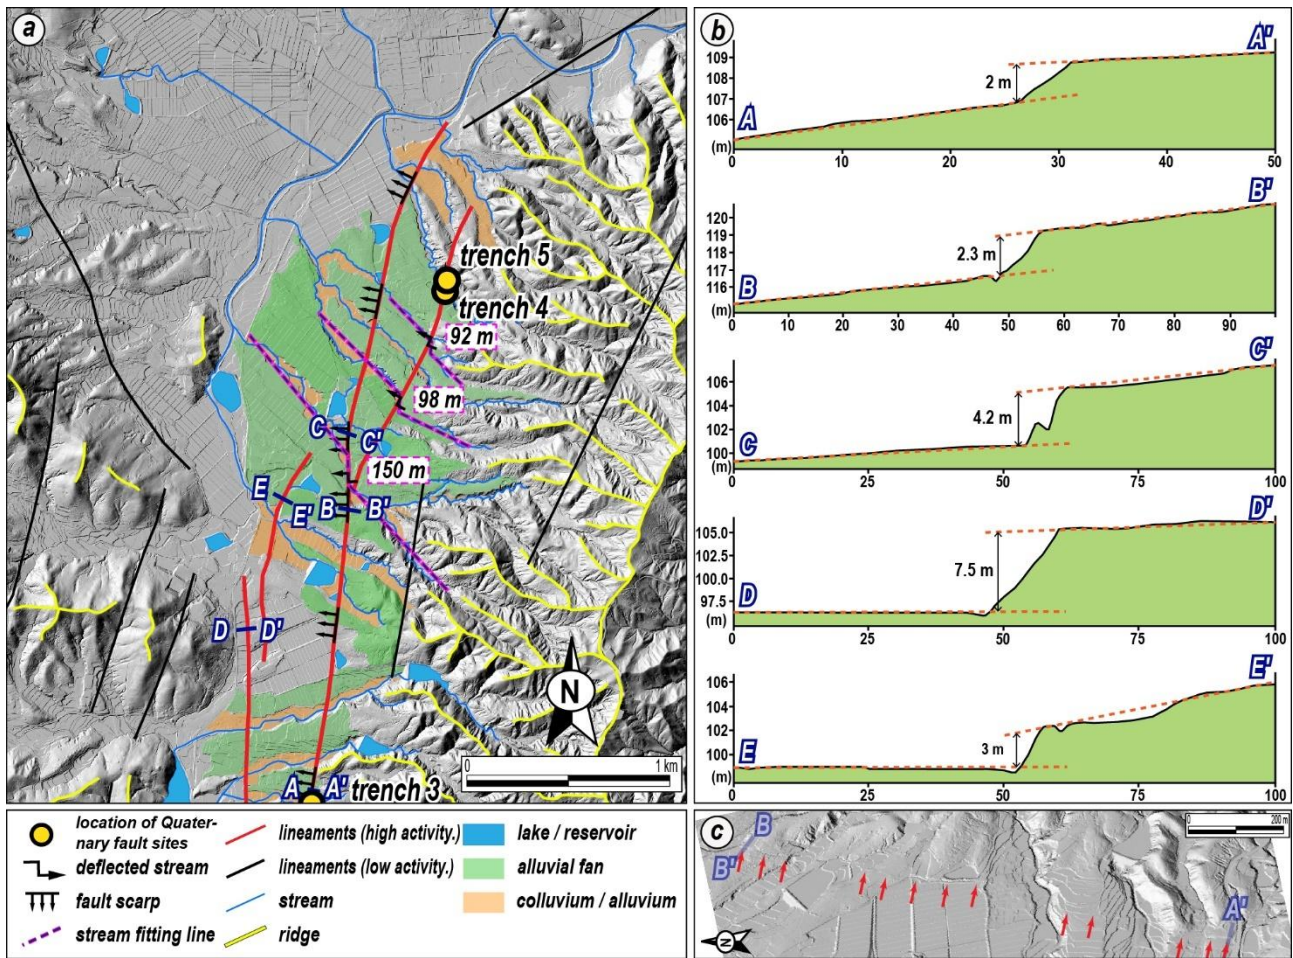 a
trench 5
trench 4
92 m
98 m
C
C'
150 m
E
E'
B
B'
D
D'
N
0
1 km
A
A'
trench 3
location of Quater-
nary fault sites
deflected stream
fault scarp
stream fitting line
lineaments (high activity.)
lineaments (low activity.)
stream
ridge
lake / reservoir
alluvial fan
colluvium / alluvium
b
A'
109
108
107
106
(m)
2 m
A
0
10
20
30
40
50
B'
120
119
117
116
(m)
2.3 m
B
0
10
20
30
40
50
60
70
80
90
C'
106
104
102
100
(m)
4.2 m
C
0
25
50
75
100
D'
105.0
102.5
100.0
97.5
(m)
7.5 m
D
0
25
50
75
100
E'
106
104
102
100
(m)
3 m
E
0
25
50
75
100
c
B
B'
A'
N
0
200 m